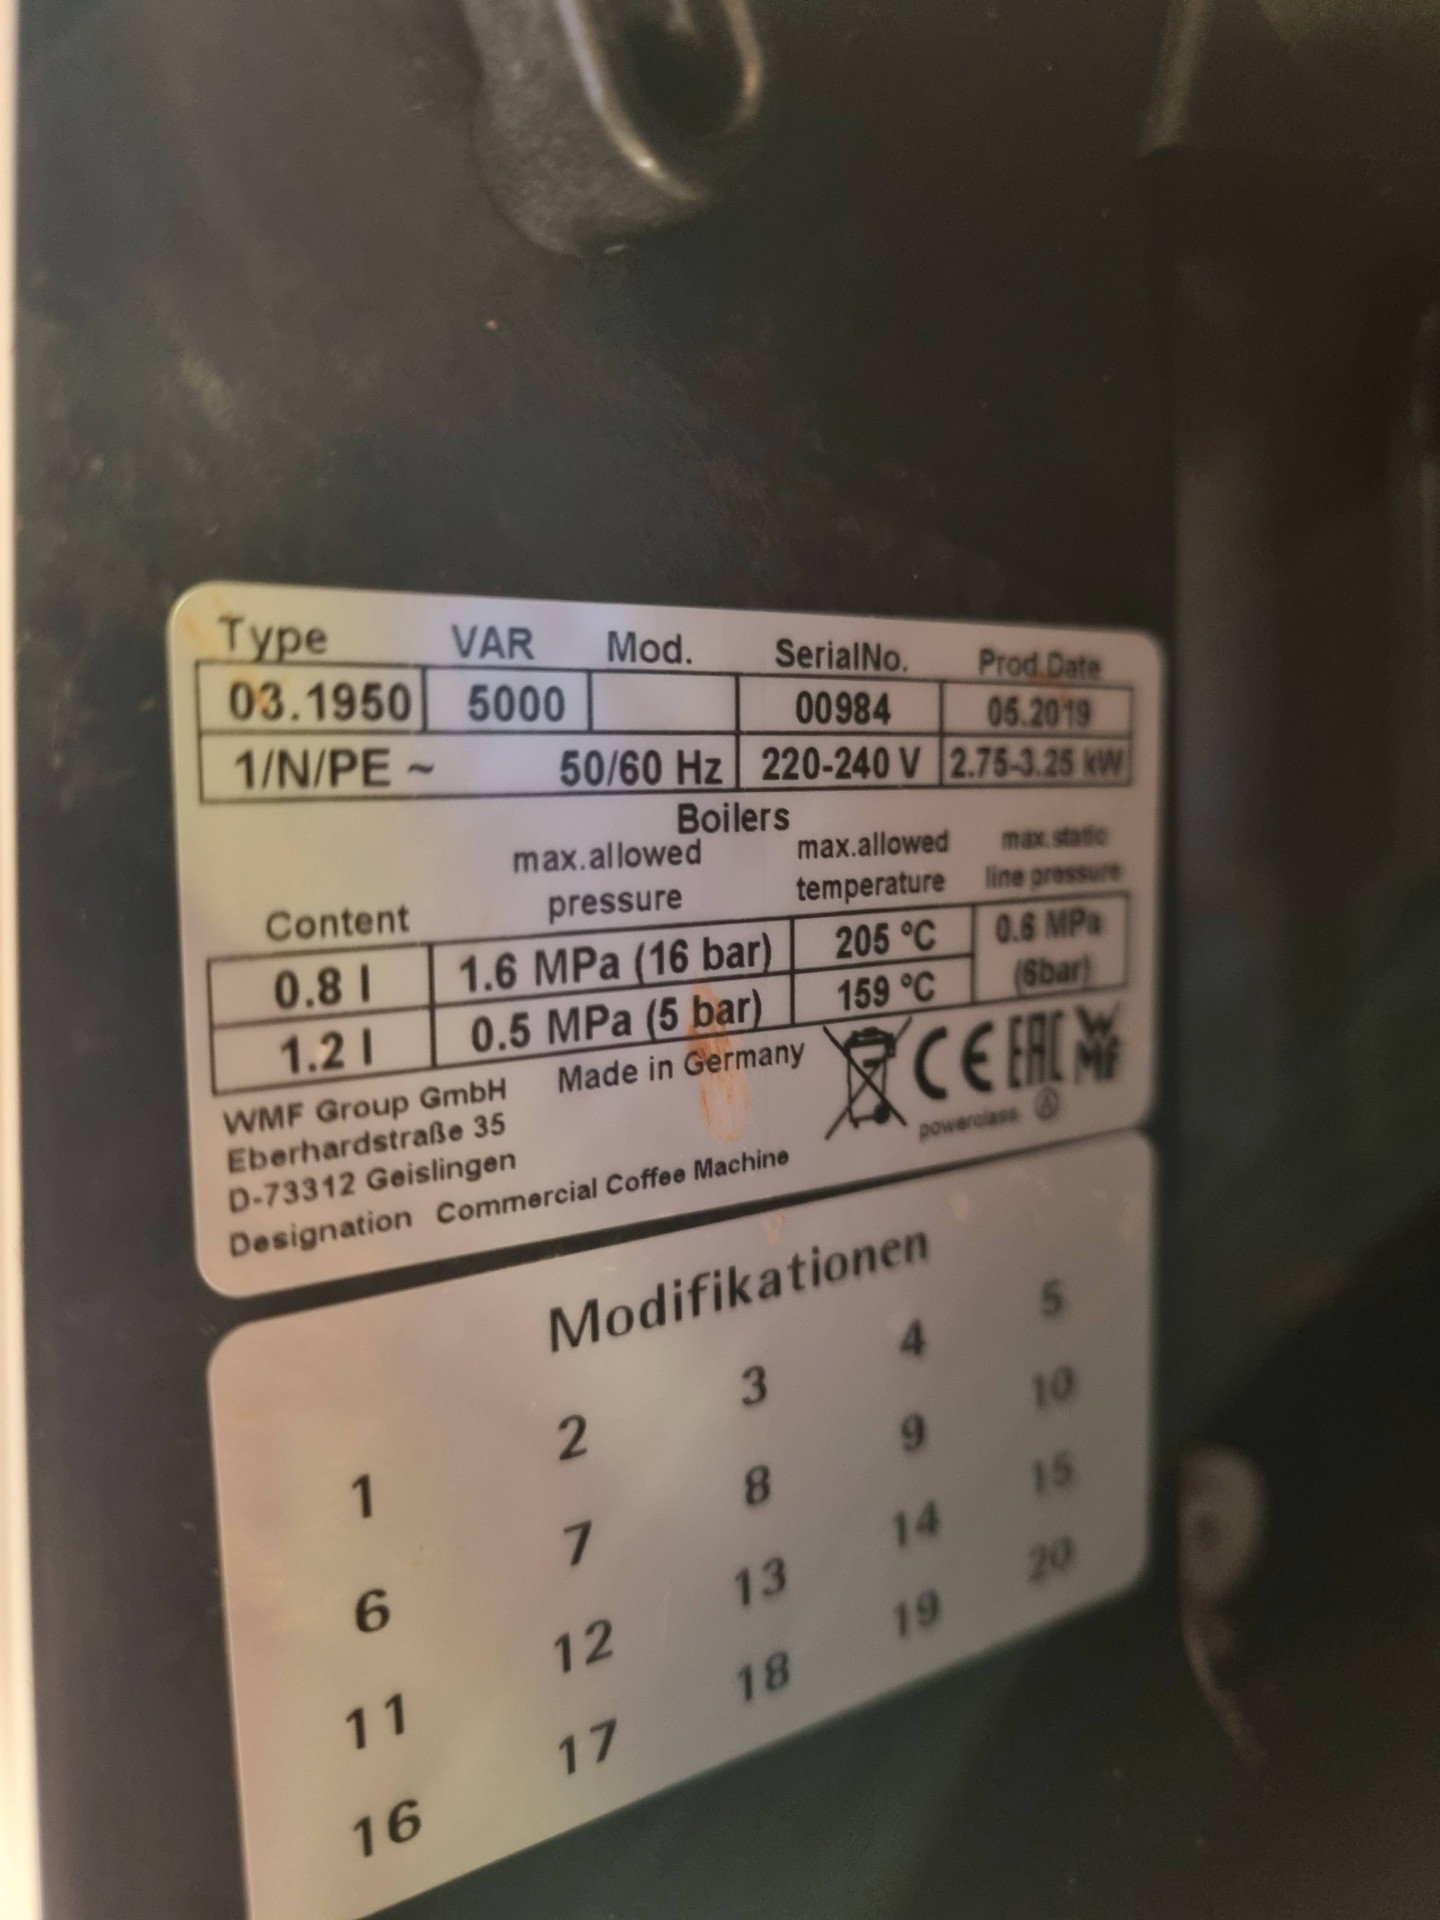 Type VAR Mod. SerialNo. Prod.Date
03.1950 5000 00984 05.2019
1/N/PE ~ 50/60 Hz 220-240 V 2.75-3.25 kW
Boilers
Content max.allowed pressure max.allowed temperature max.static line pressure
0.8 l 1.6 MPa (16 bar) 205 °C 0.6 MPa (6bar)
1.2 l 0.5 MPa (5 bar) 159 °C
WMF Group GmbH Made in Germany CE EAC WMF
Eberhardstraße 35 powerclass A
D-73312 Geislingen
Designation Commercial Coffee Machine
Modifikationen
1 2 3 4 5
6 7 8 9 10
11 12 13 14 15
16 17 18 19 20